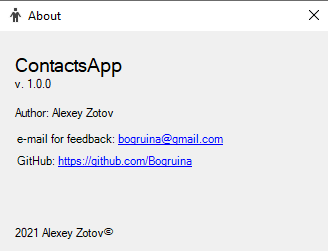 About
ContactsApp
v. 1.0.0
Author: Alexey Zotov
e-mail for feedback: bogruina@gmail.com
GitHub: https://github.com/Bogruina
2021 Alexey Zotov©